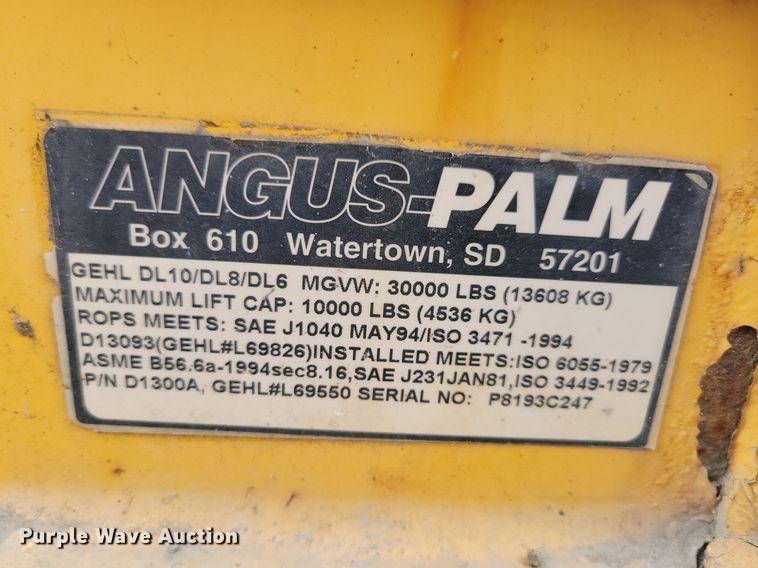 ANGUS-PALM
Box 610 Watertown, SD 57201
GEHL DL10/DL8/DL6 MGVW: 30000 LBS (13608 KG)
MAXIMUM LIFT CAP: 10000 LBS (4536 KG)
ROPS MEETS: SAE J1040 MAY94/ISO 3471 -1994
D13093(GEHL#L69826)INSTALLED MEETS:ISO 6055-1979
ASME B56.6a-1994sec8.16,SAE J231JAN81,ISO 3449-1992
P/N D1300A, GEHL#L69550 SERIAL NO: P8193C247
Purple Wave Auction